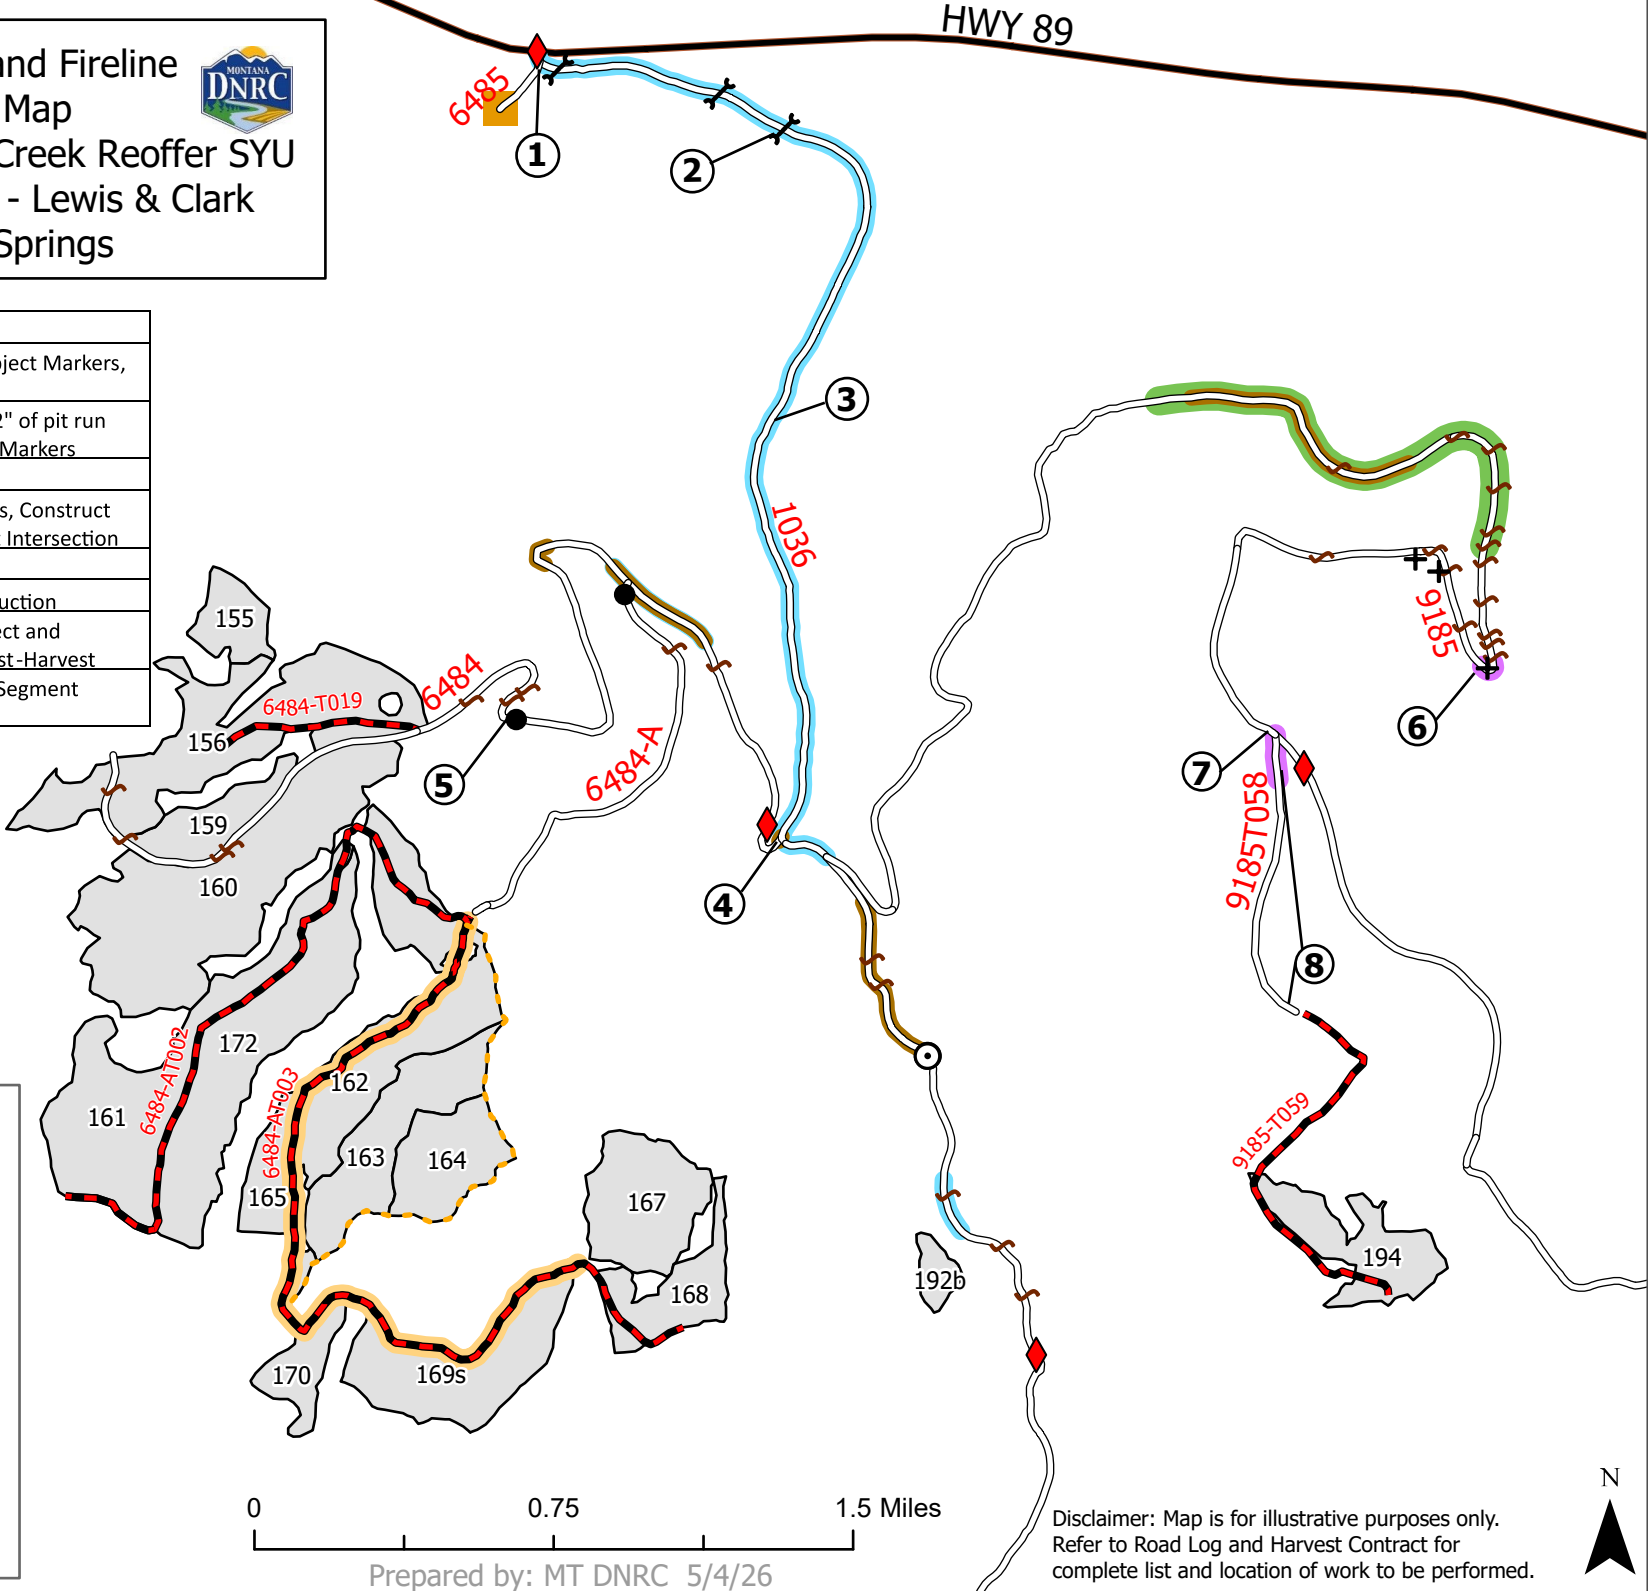 and Fireline
Map
Creek Reoffer SYU
- Lewis & Clark
Springs
MONTANA
DNRC
HWY 89
6485
1
2
3
1036
ject Markers,
2" of pit run
Markers
s, Construct
t Intersection
uction
ect and
st-Harvest
Segment
155
6484-T019
6484
156
159
160
5
6484-A
4
9185
6
7
9185T058
8
172
161
6484-AT002
6484-AT003
162
163
164
165
167
168
170
169s
192b
9185-T059
194
0
0.75
1.5 Miles
Prepared by: MT DNRC 5/4/26
Disclaimer: Map is for illustrative purposes only.
Refer to Road Log and Harvest Contract for
complete list and location of work to be performed.
N